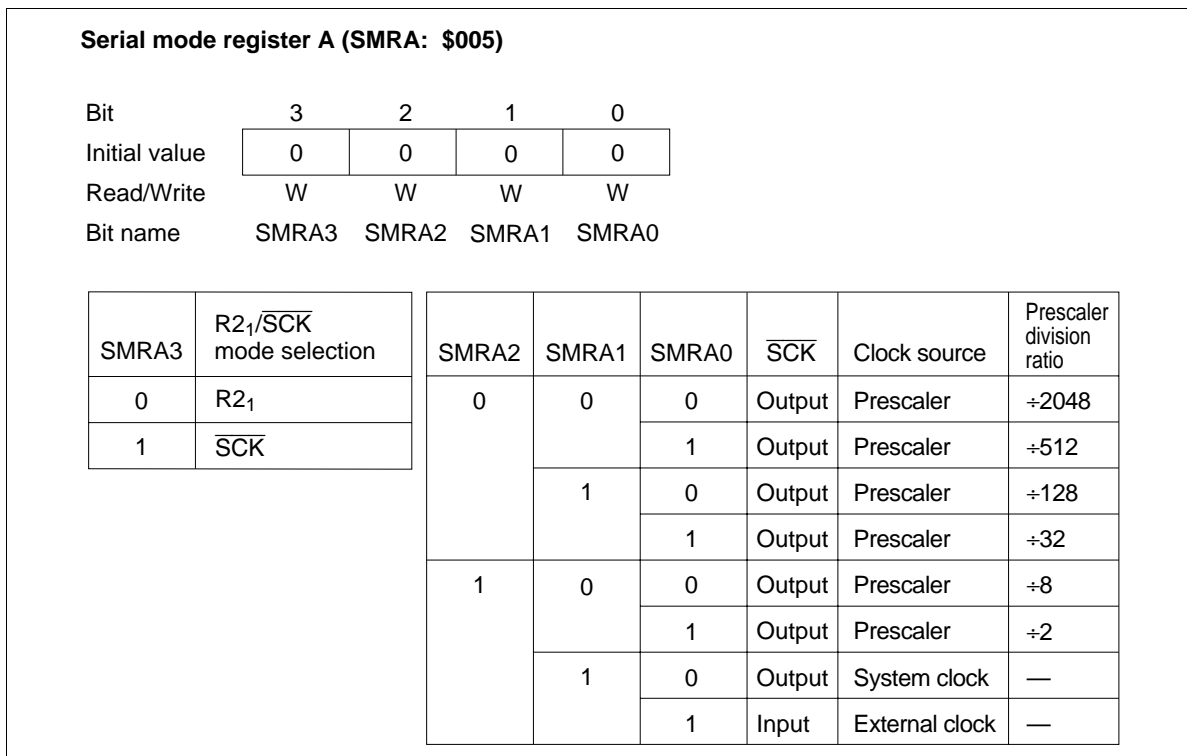 Serial mode register A (SMRA: $005)
Bit 3 2 1 0
Initial value 0 0 0 0
Read/Write W W W W
Bit name SMRA3 SMRA2 SMRA1 SMRA0
SMRA3 R2₁/S̅C̅K̅ mode selection
0 R2₁
1 S̅C̅K̅
SMRA2 SMRA1 SMRA0 S̅C̅K̅ Clock source Prescaler division ratio
0 0 0 Output Prescaler ÷2048
1 Output Prescaler ÷512
1 0 Output Prescaler ÷128
1 Output Prescaler ÷32
1 0 0 Output Prescaler ÷8
1 Output Prescaler ÷2
1 0 Output System clock —
1 Input External clock —